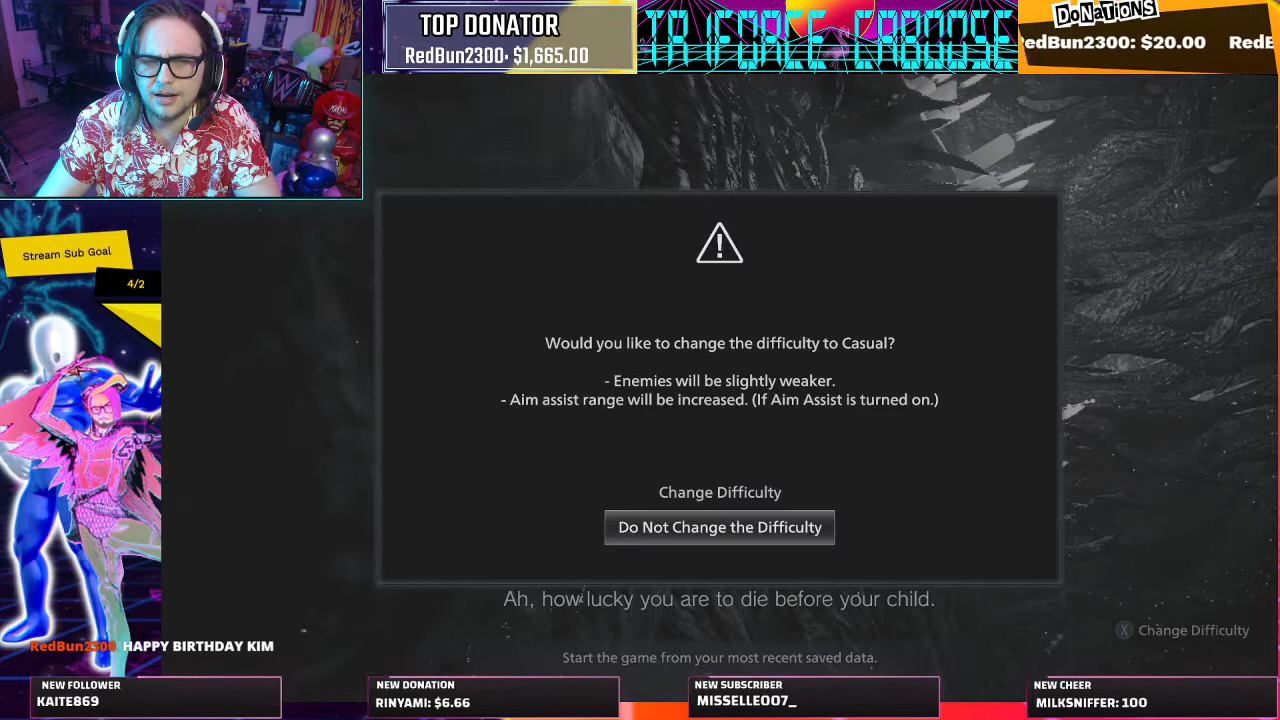 TOP DONATOR
RedBun2300: $1,665.00
TRIFORCE CABOOSE
DONATIONS
edBun2300: $20.00 RedB
Stream Sub Goal
4/2
Would you like to change the difficulty to Casual?
- Enemies will be slightly weaker.
- Aim assist range will be increased. (If Aim Assist is turned on.)
Change Difficulty
Do Not Change the Difficulty
Ah, how lucky you are to die before your child.
X Change Difficulty
Start the game from your most recent saved data.
RedBun2300 HAPPY BIRTHDAY KIM
NEW FOLLOWER
KAITE869
NEW DONATION
RINYAMI: $6.66
NEW SUBSCRIBER
MISSELLE007_
NEW CHEER
MILKSNIFFER: 100